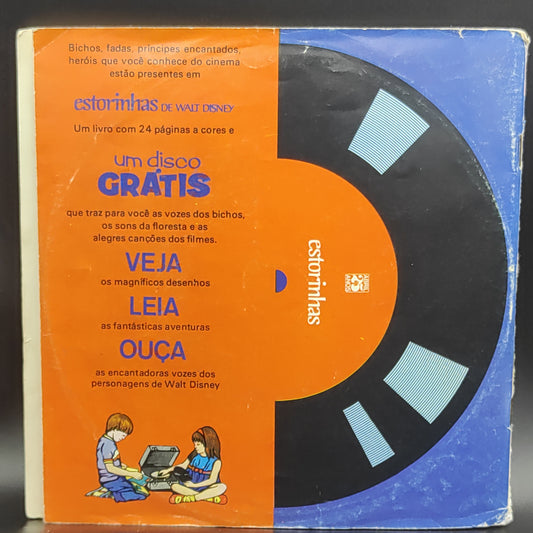 Bichos, fadas, príncipes encantados,
heróis que você conhece do cinema
estão presentes em
estorinhas DE WALT DISNEY
Um livro com 24 páginas a cores e
um disco
GRÁTIS
que traz para você as vozes dos bichos,
os sons da floresta e as
alegres canções dos filmes.
VEJA
os magníficos desenhos
LEIA
as fantásticas aventuras
OUÇA
as encantadoras vozes dos
personagens de Walt Disney
estorinhas
ABRIL
25
ANOS